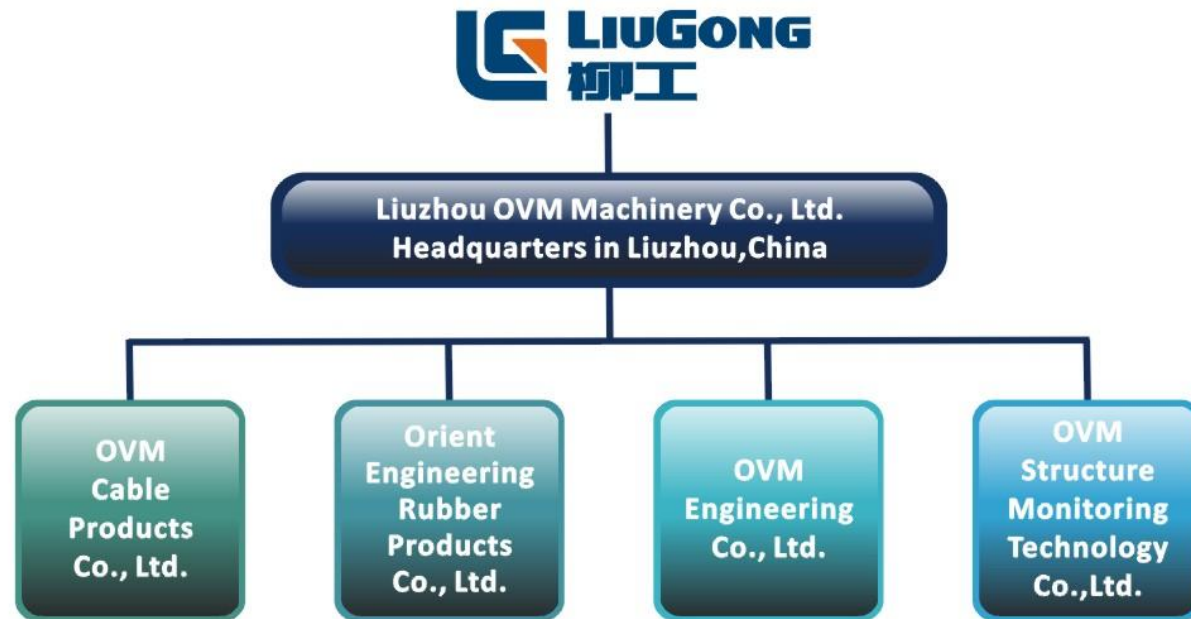 LIUGONG
柳工
Liuzhou OVM Machinery Co., Ltd.
Headquarters in Liuzhou,China
OVM
Cable
Products
Co., Ltd.
Orient
Engineering
Rubber
Products
Co., Ltd.
OVM
Engineering
Co., Ltd.
OVM
Structure
Monitoring
Technology
Co.,Ltd.